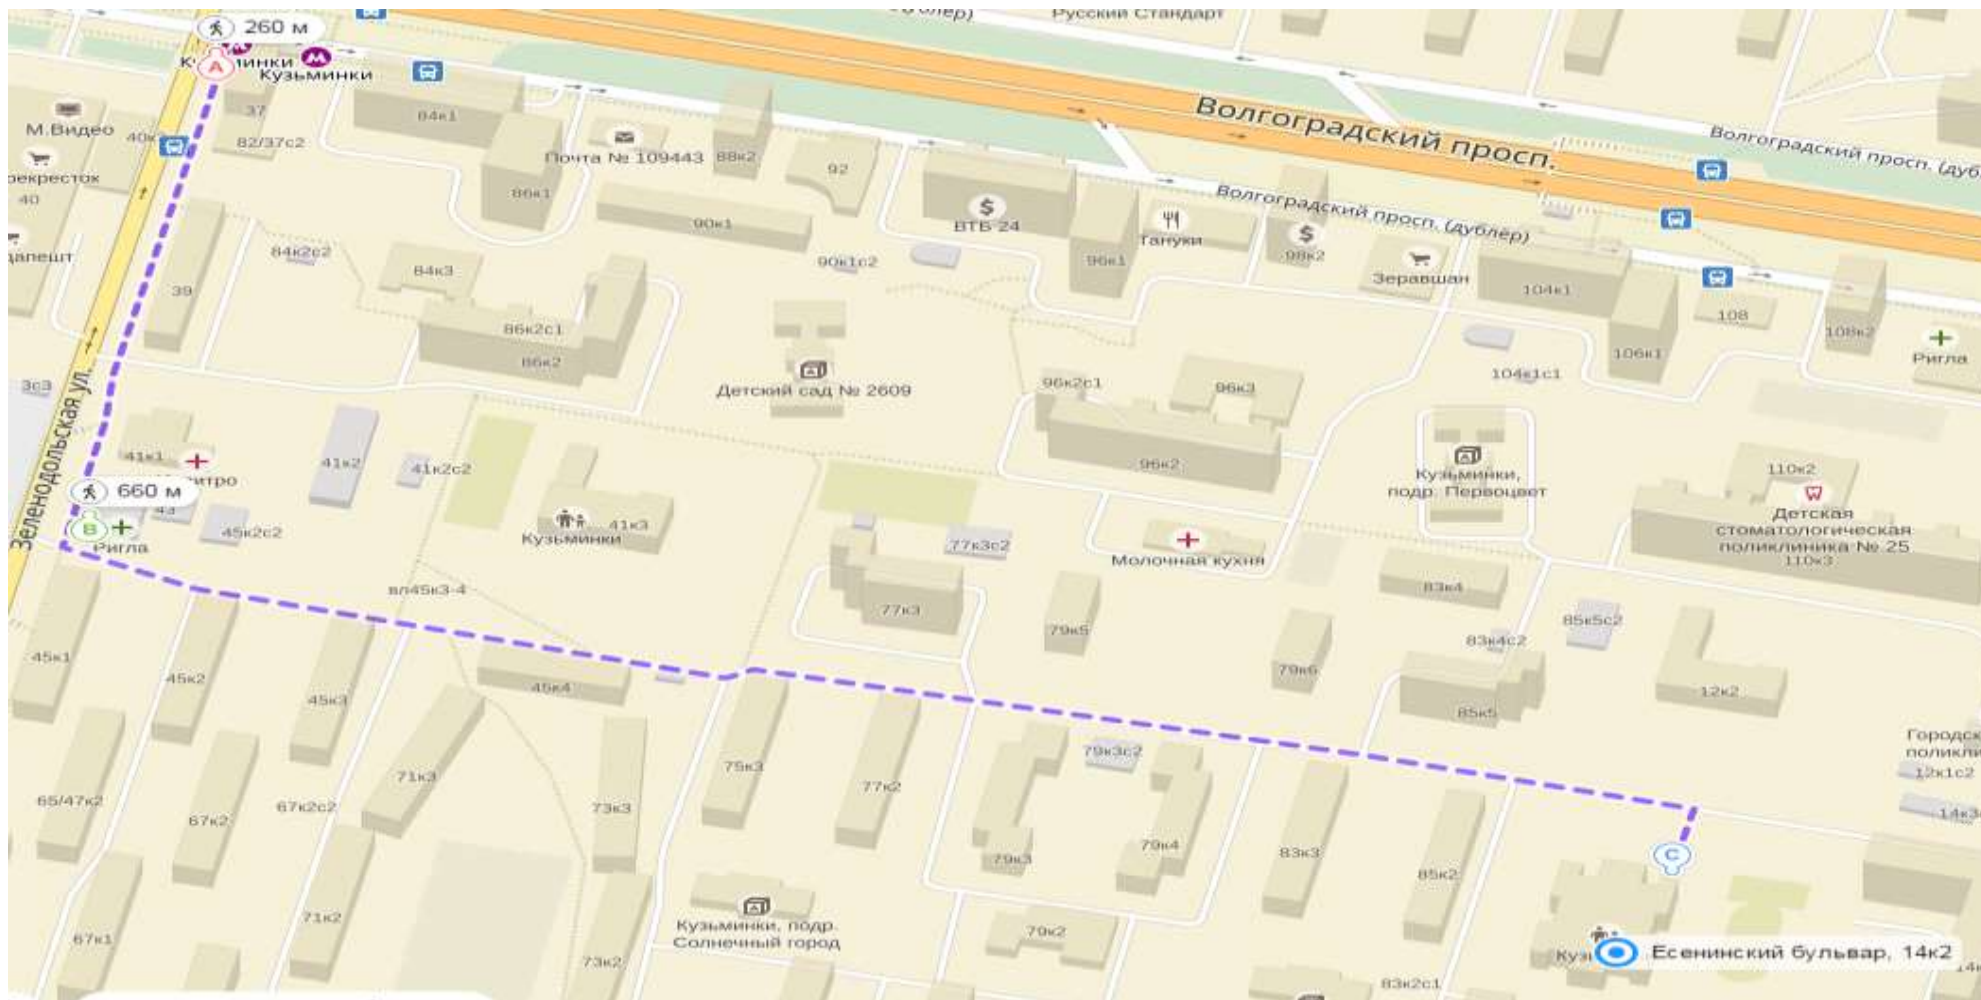 260 м
Русский Стандарт
Кузьминки
37
84к1
Волгоградский просп.
М.Видео
82/37с2
Почта № 109443
88к2
92
40
86к1
90к1
ВТБ 24
Волгоградский просп. (дублёр)
84к2с2
84к3
90к1с2
96к1
98к2
Зеравшан
104к1
39
86к2с1
86к2
108
108к2
106к1
Ригла
3с3
Детский сад № 2609
96к2с1
96к3
104к1с1
Зеленодольская ул.
41к1
41к2
41к2с2
96к2
Кузьминки,
подр. Первоцвет
110к2
Детская
стоматологическая
поликлиника № 25
110к3
660 м
A
B
43
Ригла
45к2с2
Кузьминки
41к3
77к3с2
Молочная кухня
вл45к3-4
77к3
79к5
83к4
85к5с2
83к4с2
45к1
45к2
45к3
45к4
79к6
85к5
12к2
71к3
75к3
77к2
79к3с2
12к1с2
65/47к2
67к2
67к2с2
73к3
79к3
79к4
83к3
85к2
C
67к1
71к2
73к2
Кузьминки, подр.
Солнечный город
79к2
83к2с1
Есенинский бульвар, 14к2